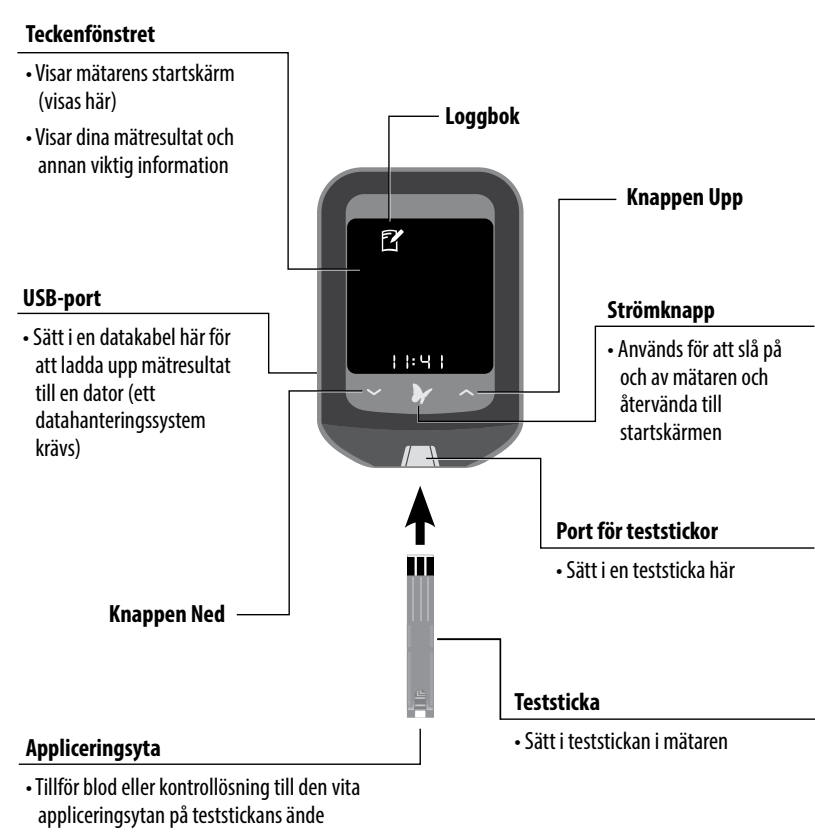 Teckenfönstret
• Visar mätarens startskärm
(visas här)
• Visar dina mätresultat och
annan viktig information
Loggbok
Knappen Upp
USB-port
• Sätt i en datakabel här för
att ladda upp mätresultat
till en dator (ett
datahanteringssystem
krävs)
Strömknapp
• Används för att slå på
och av mätaren och
återvända till
startskärmen
11:41
Port för teststickor
• Sätt i en teststicka här
Knappen Ned
Teststicka
• Sätt i teststickan i mätaren
Appliceringsyta
• Tillför blod eller kontrollösning till den vita
appliceringsytan på teststickans ände